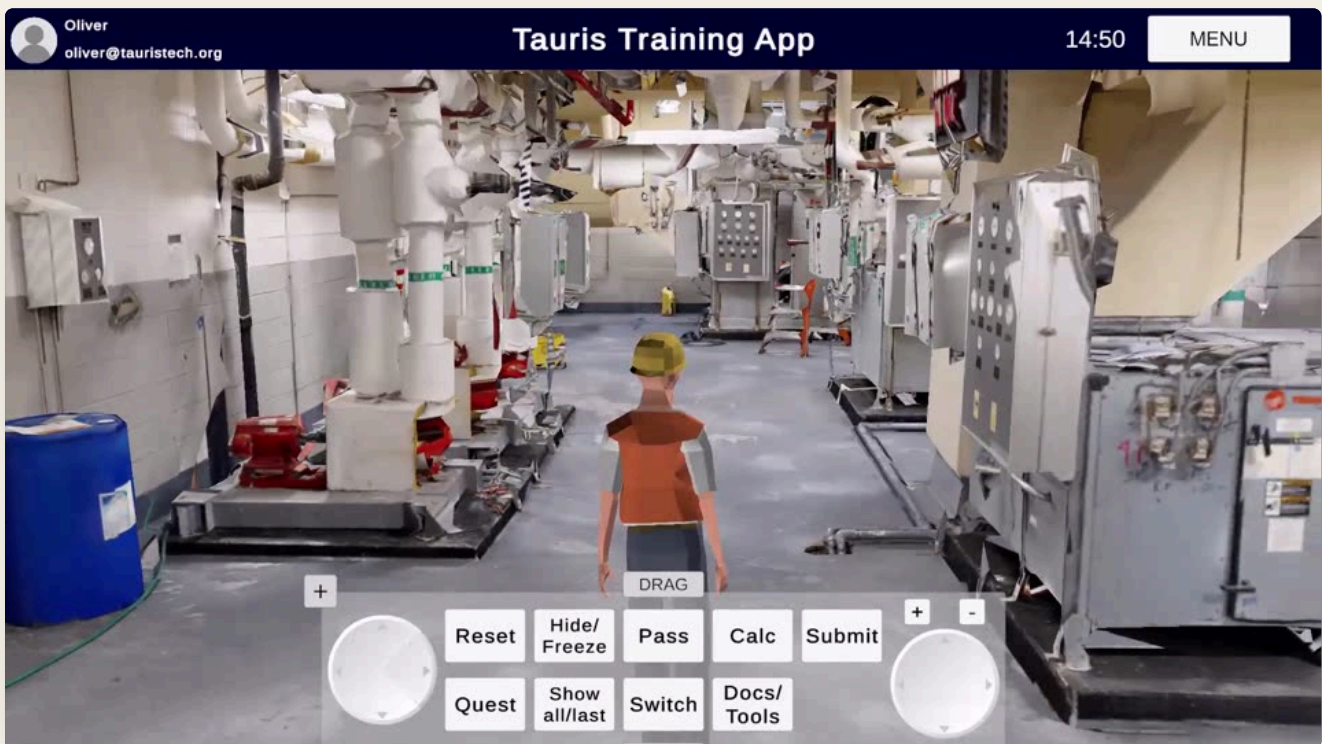 Oliver
oliver@tauristech.org
Tauris Training App
14:50
MENU
DRAG
+
Reset
Hide/
Freeze
Pass
Calc
Submit
+
-
Quest
Show
all/last
Switch
Docs/
Tools